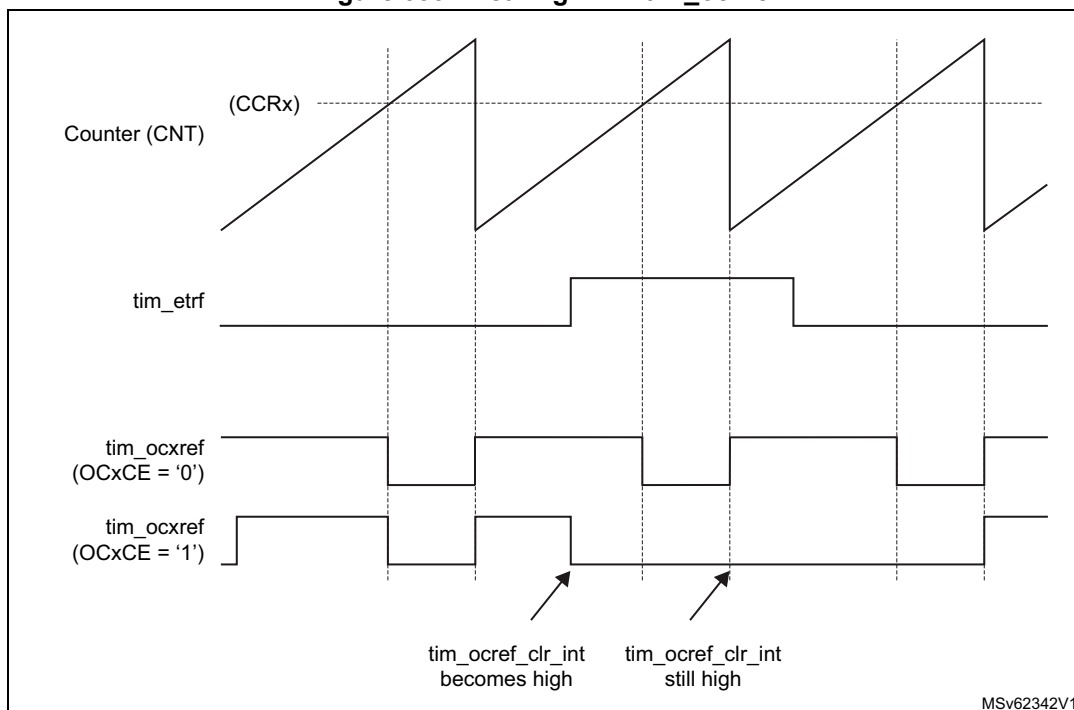 (CCRx)
Counter (CNT)
tim_etrf
tim_ocxref
(OCxCE = ‘0’)
tim_ocxref
(OCxCE = ‘1’)
tim_ocref_clr_int
becomes high
tim_ocref_clr_int
still high
MSv62342V1